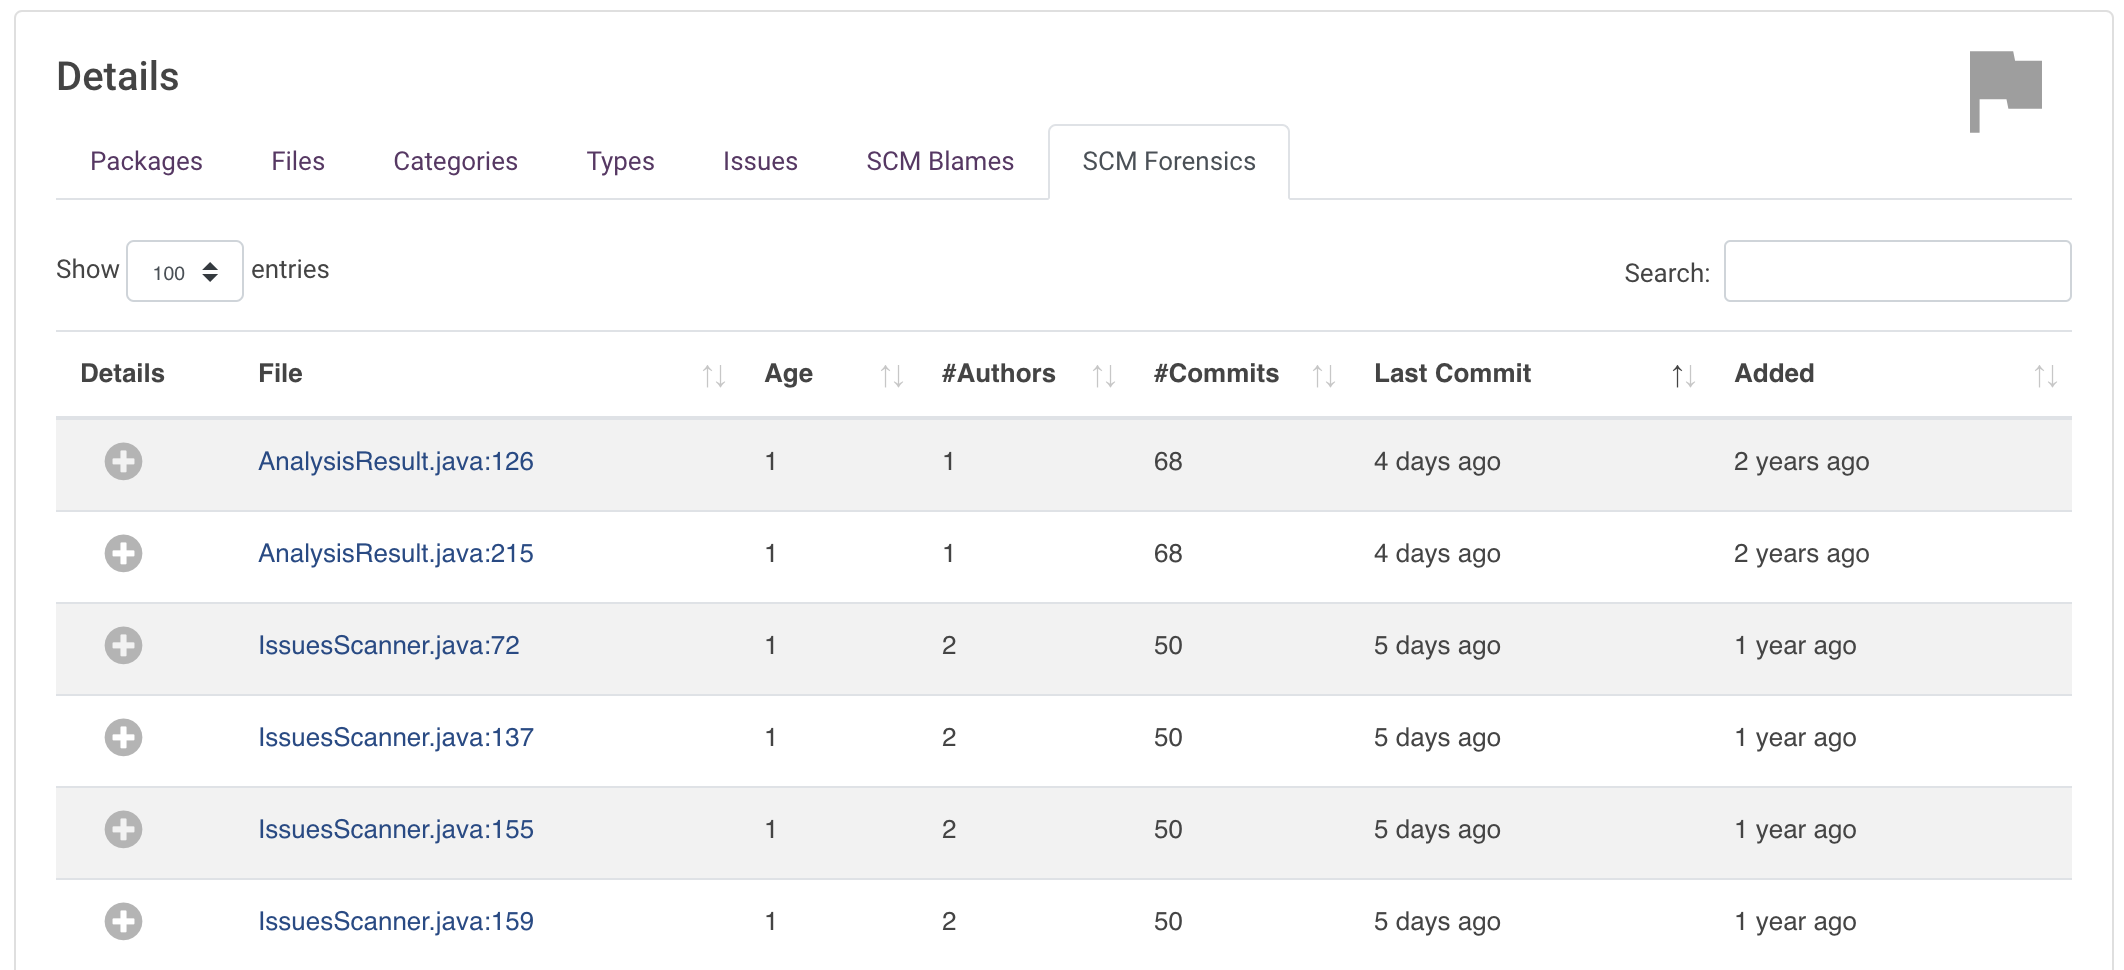 Details
Packages Files Categories Types Issues SCM Blames SCM Forensics
Show 100 entries Search:
Details File Age #Authors #Commits Last Commit Added
AnalysisResult.java:126 1 1 68 4 days ago 2 years ago
AnalysisResult.java:215 1 1 68 4 days ago 2 years ago
IssuesScanner.java:72 1 2 50 5 days ago 1 year ago
IssuesScanner.java:137 1 2 50 5 days ago 1 year ago
IssuesScanner.java:155 1 2 50 5 days ago 1 year ago
IssuesScanner.java:159 1 2 50 5 days ago 1 year ago